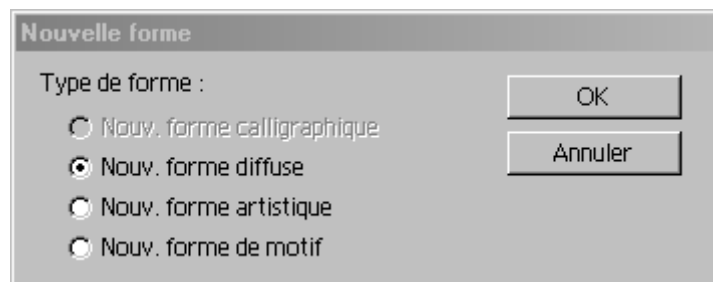 Nouvelle forme
Type de forme :
Nouv. forme calligraphique
Nouv. forme diffuse
Nouv. forme artistique
Nouv. forme de motif
OK
Annuler